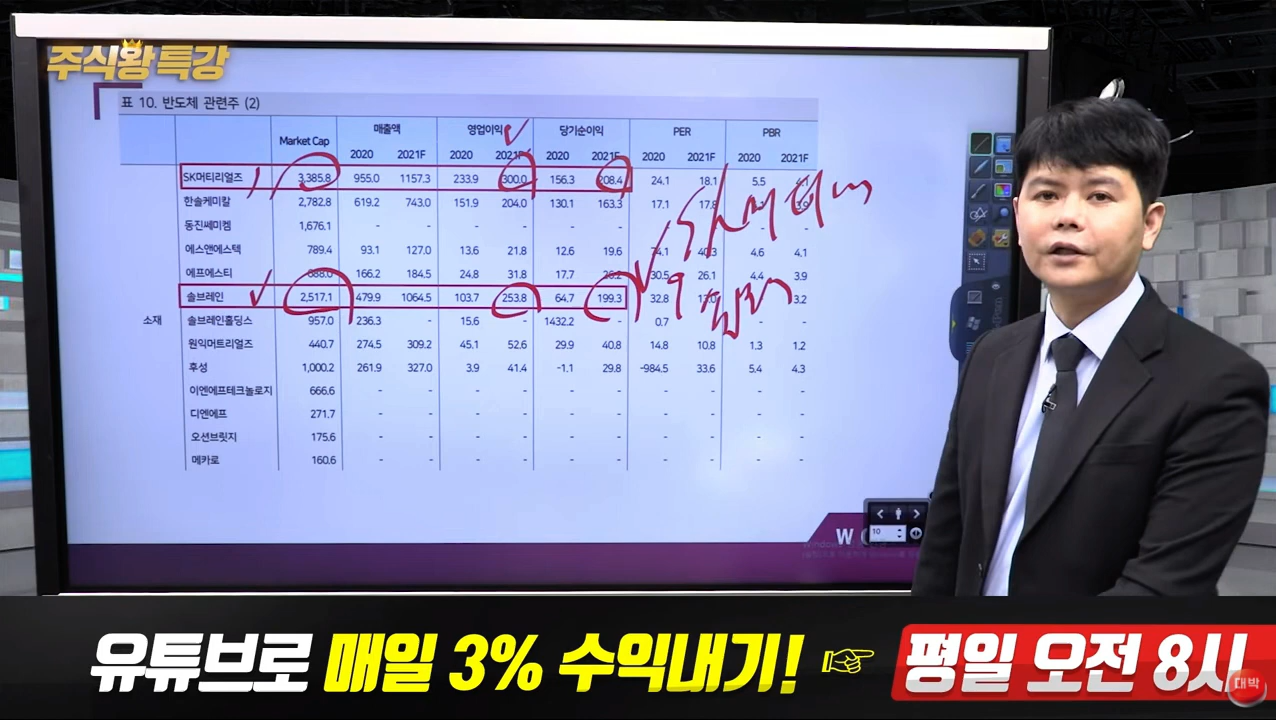 주식왕 특강
표 10. 반도체 관련주 (2)
Market Cap 매출액 영업이익 당기순이익 PER PBR
2020 2021F 2020 2021F 2020 2021F 2020 2021F 2020 2021F
SK머티리얼즈 385.8 955.0 1157.3 233.9 300.0 156.3 208.4 24.1 18.1 5.5
한솔케미칼 2,782.8 619.2 743.0 151.9 204.0 130.1 163.3 17.1
동진쎄미켐 1,676.1 - - - - - - - - - -
에스앤에스텍 789.4 93.1 127.0 13.6 21.8 12.6 19.6 4.6 4.1
에프에스티 166.2 184.5 24.8 31.8 17.7 30.5 26.1 4.4 3.9
솔브레인 2,517.1 479.9 1064.5 103.7 253.8 64.7 199.3 32.8 3.2
소재 솔브레인홀딩스 957.0 236.3 - 15.6 - 1432.2 - 0.7 - -
원익머트리얼즈 440.7 274.5 309.2 45.1 52.6 29.9 40.8 14.8 10.8 1.3 1.2
후성 1,000.2 261.9 327.0 3.9 41.4 -1.1 29.8 -984.5 33.6 5.4 4.3
이엔에프테크놀로지 666.6 - - - - - - - - - -
디엔에프 271.7 - - - - - - - - - -
오션브릿지 175.6 - - - - - - - - - -
메카로 160.6 - - - - - - - - - -
W
10
유튜브로 매일 3% 수익내기! 평일 오전 8시
대박